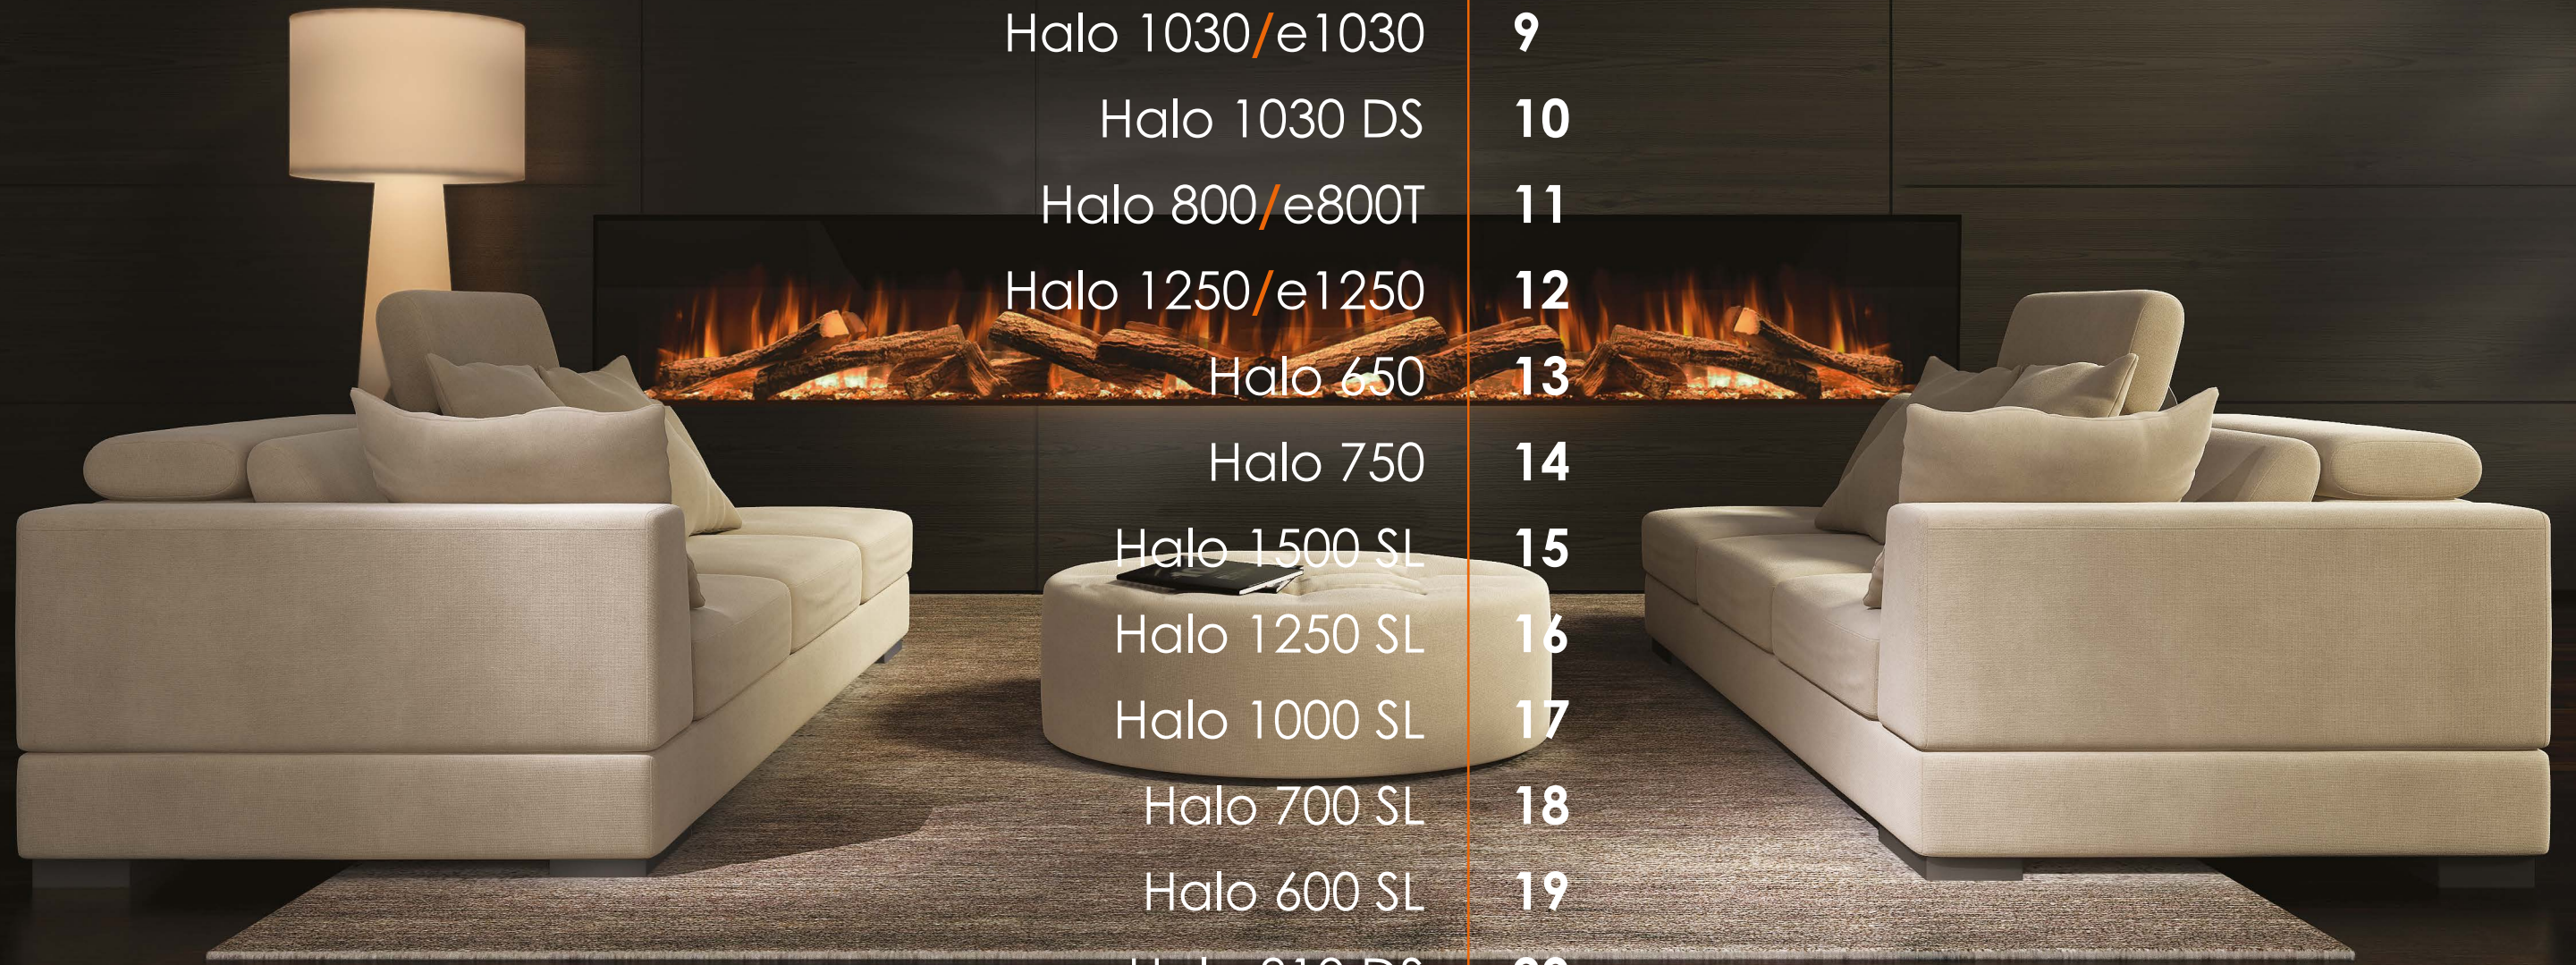 Halo 1030/e1030 9
Halo 1030 DS 10
Halo 800/e800T 11
Halo 1250/e1250 12
Halo 650 13
Halo 750 14
Halo 1500 SL 15
Halo 1250 SL 16
Halo 1000 SL 17
Halo 700 SL 18
Halo 600 SL 19